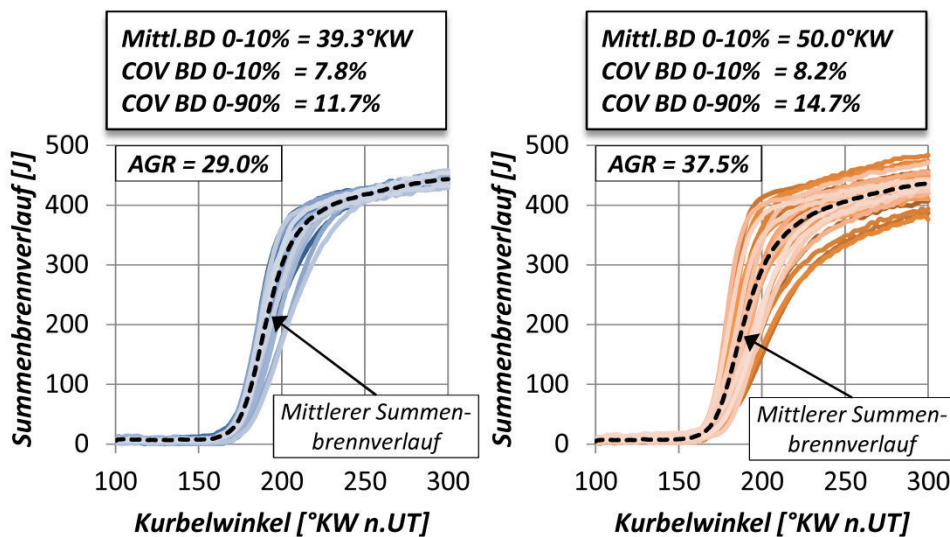 Mittl.BD 0-10% = 39.3°KW
COV BD 0-10% = 7.8%
COV BD 0-90% = 11.7%
Mittl.BD 0-10% = 50.0°KW
COV BD 0-10% = 8.2%
COV BD 0-90% = 14.7%
Summenbrennverlauf [J]
500
400
300
200
100
0
AGR = 29.0%
Mittlerer Summen-
brennverlauf
100 150 200 250 300
Kurbelwinkel [°KW n.UT]
Summenbrennverlauf [J]
500
400
300
200
100
0
AGR = 37.5%
Mittlerer Summen-
brennverlauf
100 150 200 250 300
Kurbelwinkel [°KW n.UT]